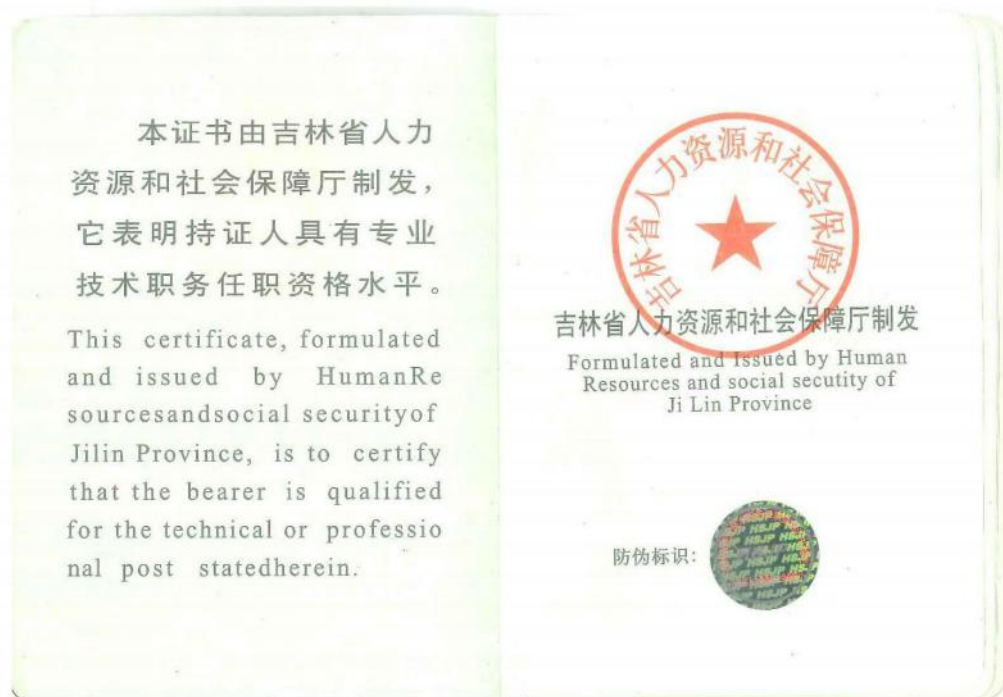 本证书由吉林省人力
资源和社会保障厅制发，
它表明持证人具有专业
技术职务任职资格水平。
This certificate, formulated
and issued by HumanRe
sourcesandsocial securityof
Jilin Province, is to certify
that the bearer is qualified
for the technical or professio
nal post statedherein.
吉林省人力资源和社会保障厅
吉林省人力资源和社会保障厅制发
Formulated and Issued by Human
Resources and social secutity of
Ji Lin Province
防伪标识：
HSJP HSJP HSJP